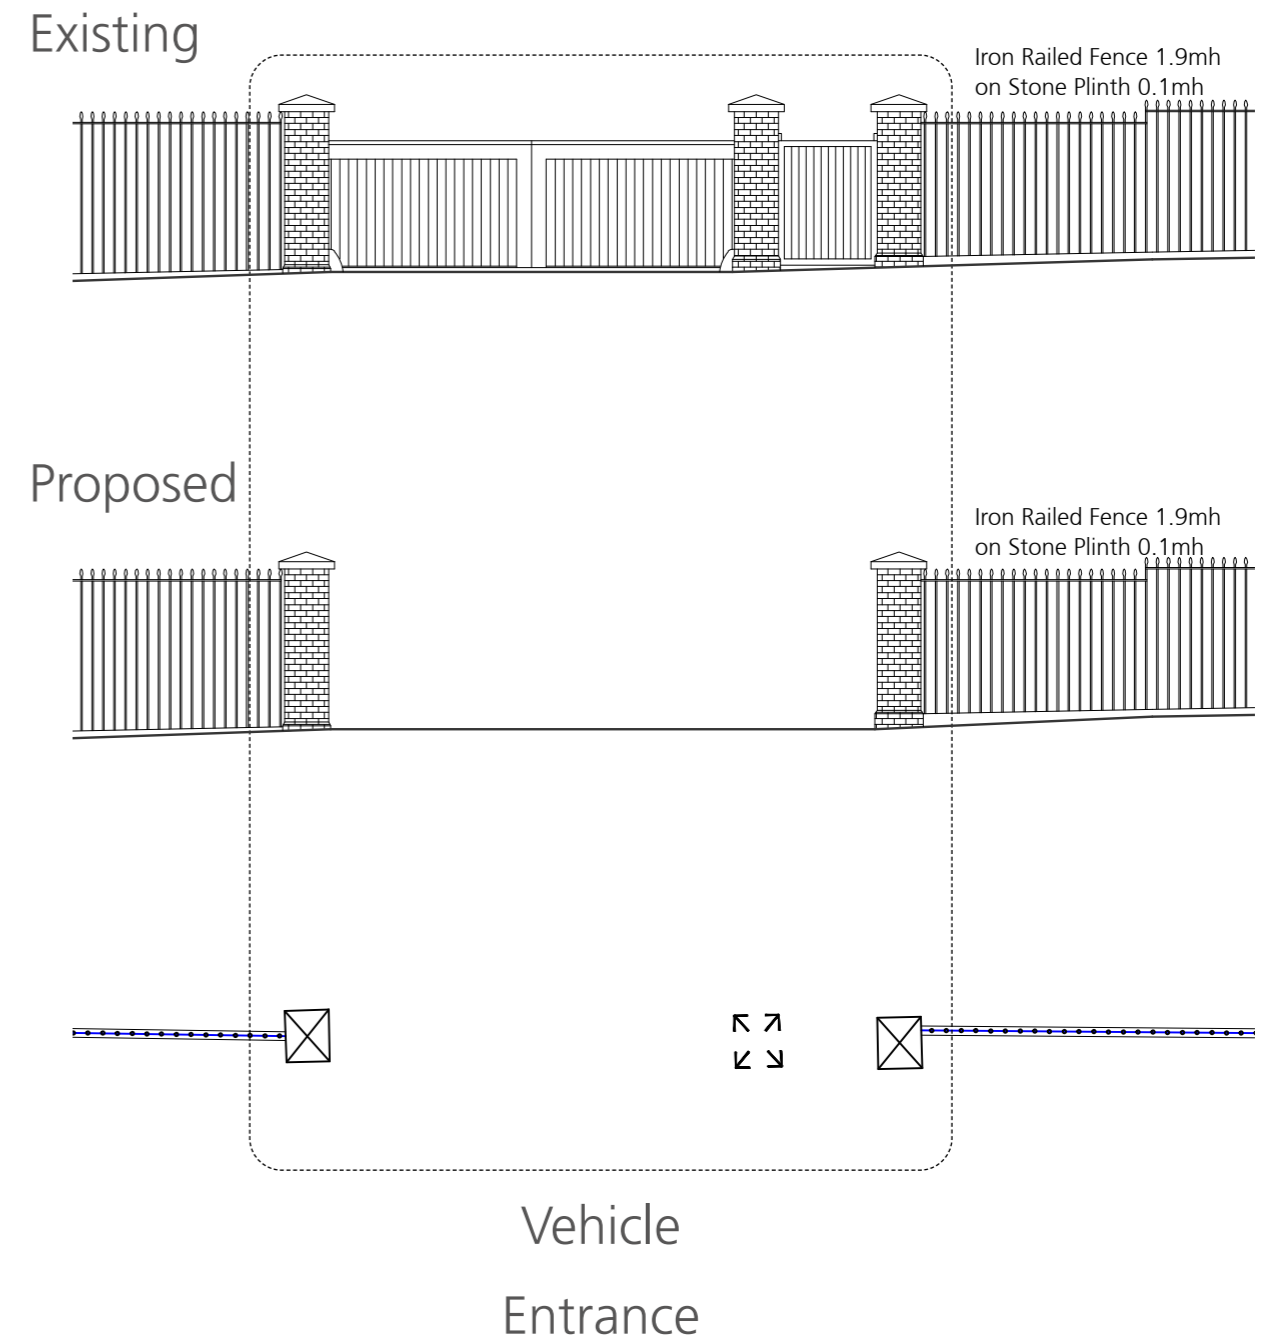 Existing
Iron Railed Fence 1.9mh
on Stone Plinth 0.1mh
Proposed
Iron Railed Fence 1.9mh
on Stone Plinth 0.1mh
Vehicle
Entrance